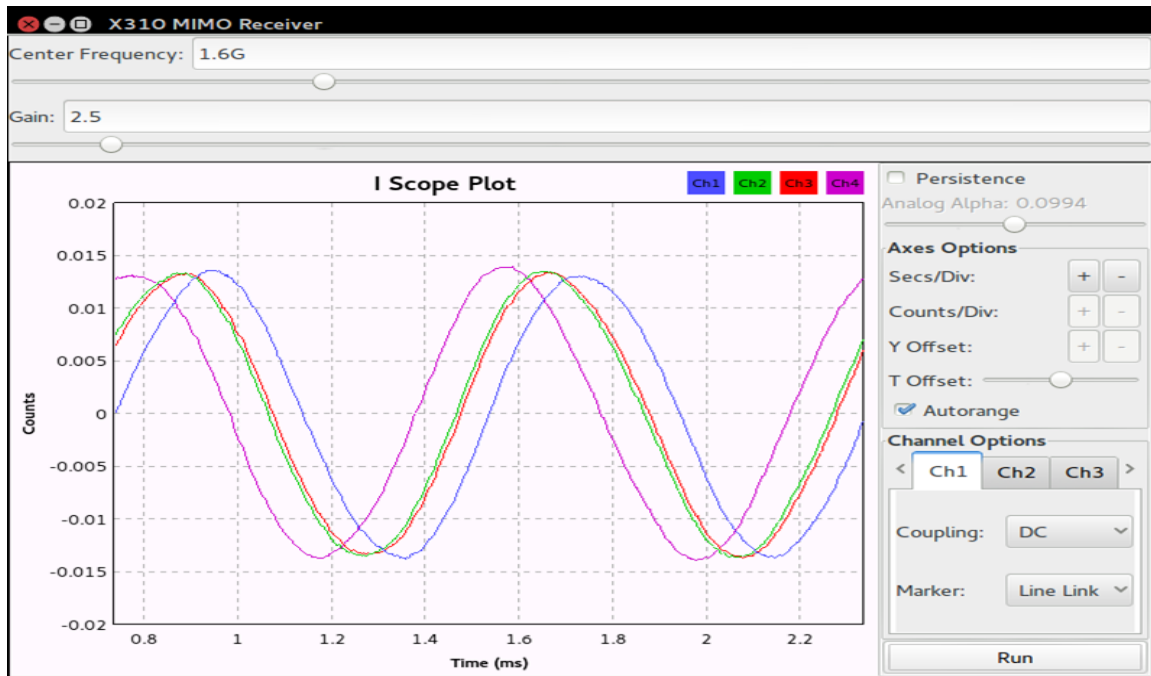 X310 MIMO Receiver
Center Frequency: 1.6G
Gain: 2.5
I Scope Plot
Ch1 Ch2 Ch3 Ch4
0.02
0.015
0.01
0.005
0
-0.005
-0.01
-0.015
-0.02
Counts
0.8 1 1.2 1.4 1.6 1.8 2 2.2
Time (ms)
Persistence
Analog Alpha: 0.0994
Axes Options
Secs/Div: + -
Counts/Div: + -
Y Offset: + -
T Offset:
Autorange
Channel Options
< Ch1 Ch2 Ch3 >
Coupling: DC
Marker: Line Link
Run